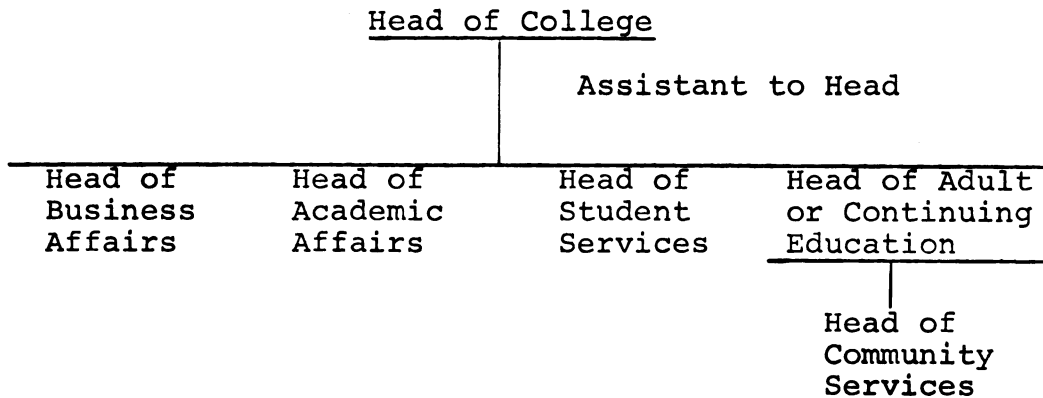 Head of College
Assistant to Head
Head of
Business
Affairs
Head of
Academic
Affairs
Head of
Student
Services
Head of Adult
or Continuing
Education
Head of
Community
Services